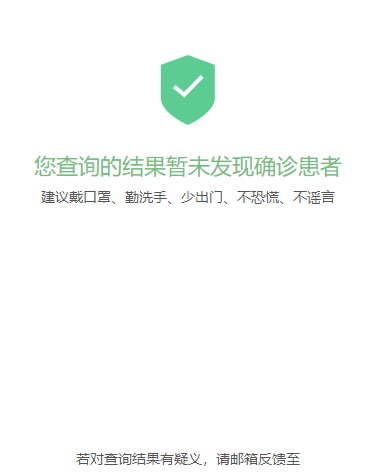 您查询的结果暂未发现确诊患者
建议戴口罩、勤洗手、少出门、不恐慌、不谣言
若对查询结果有疑义，请邮箱反馈至